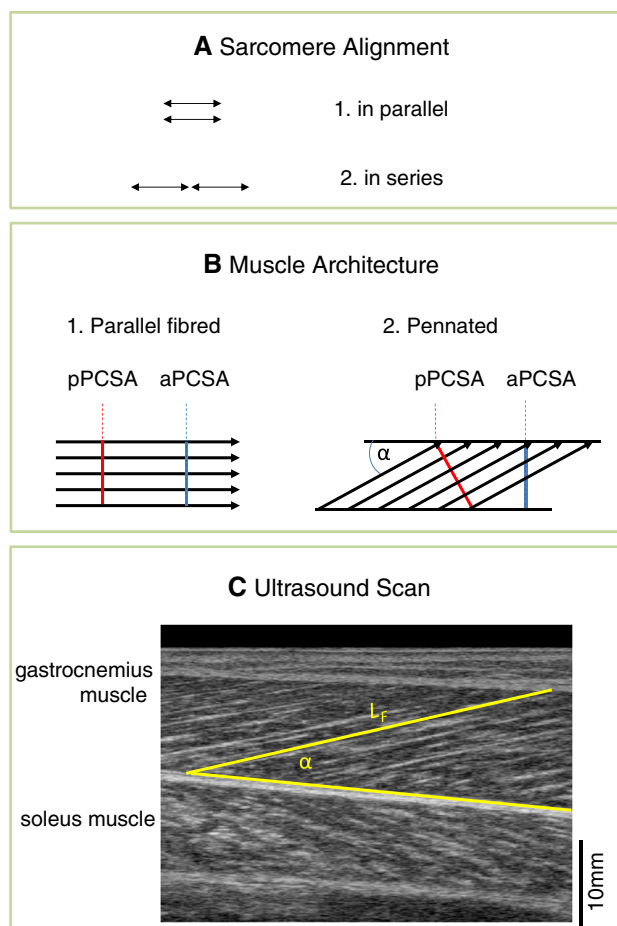 A Sarcomere Alignment
1. in parallel
2. in series
B Muscle Architecture
1. Parallel fibred
2. Pennated
pPCSA
aPCSA
pPCSA
aPCSA
α
C Ultrasound Scan
gastrocnemius
muscle
L_F
α
soleus muscle
10mm